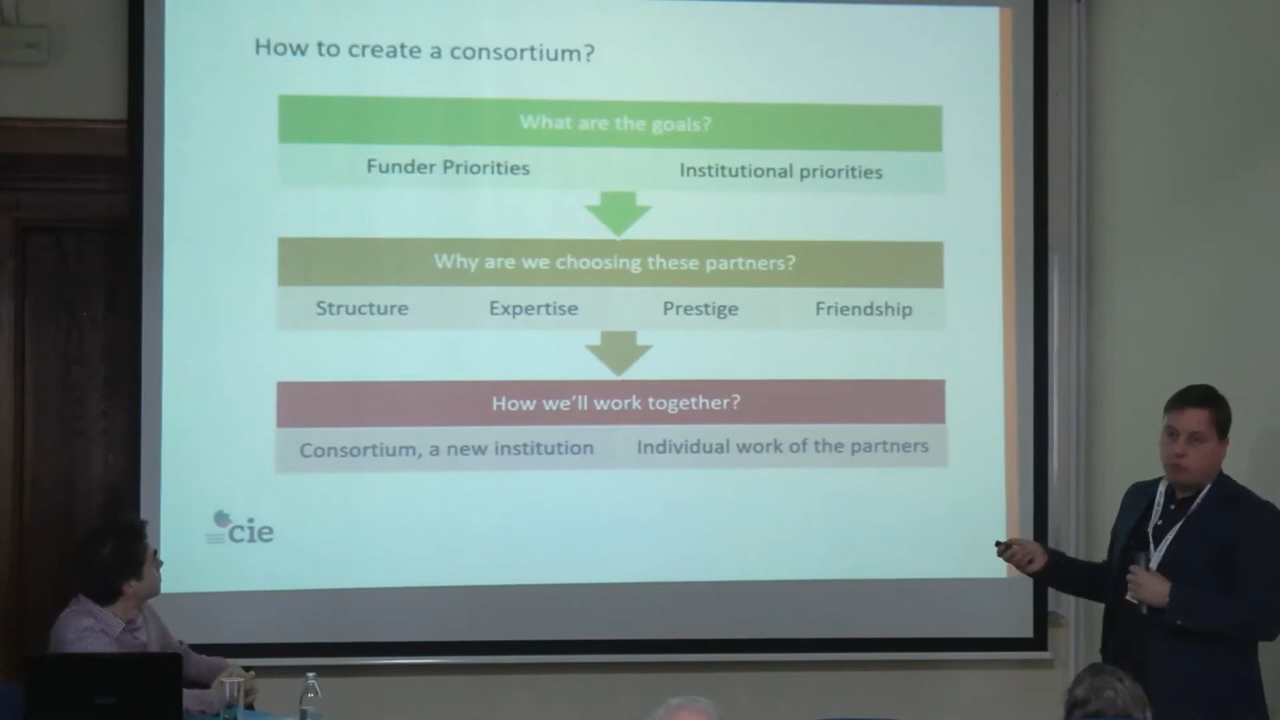 How to create a consortium?
What are the goals?
Funder Priorities Institutional priorities
Why are we choosing these partners?
Structure Expertise Prestige Friendship
How we'll work together?
Consortium, a new institution Individual work of the partners
cie